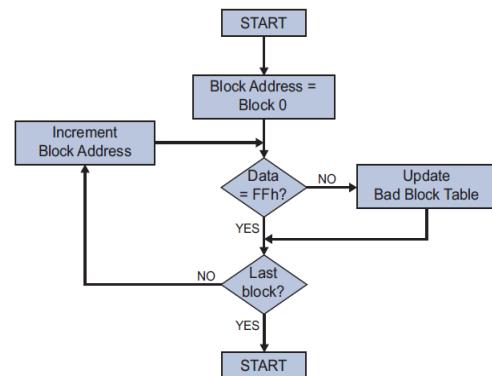 START
Block Address =
Block 0
Increment
Block Address
Data
= FFh?
NO
Update
Bad Block Table
YES
NO
Last
block?
YES
START